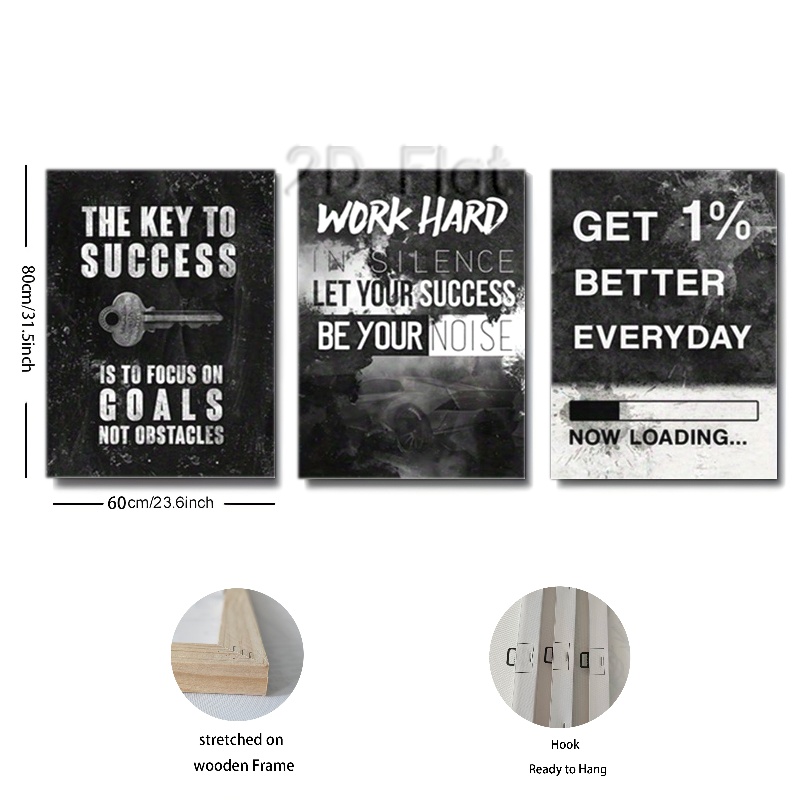 2D Flat
THE KEY TO
SUCCESS
IS TO FOCUS ON
GOALS
NOT OBSTACLES
WORK HARD
IN SILENCE
LET YOUR SUCCESS
BE YOUR NOISE
GET 1%
BETTER
EVERYDAY
NOW LOADING...
80cm/31.5inch
60cm/23.6inch
stretched on
wooden Frame
Hook
Ready to Hang